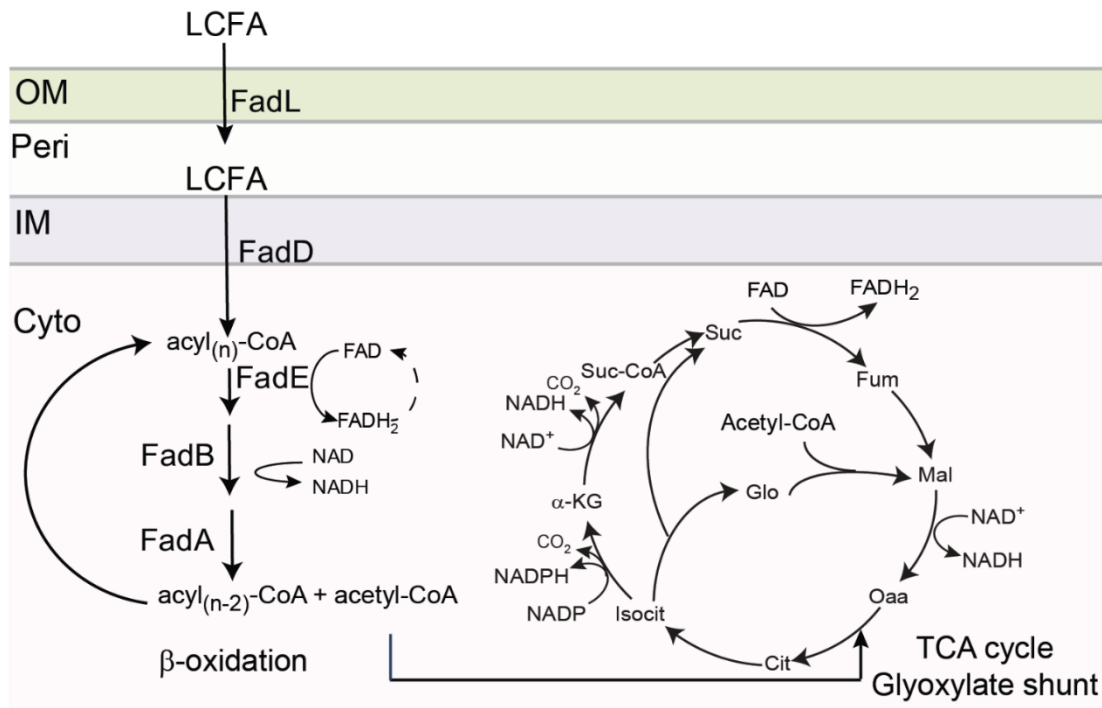 LCFA
OM
FadL
Peri
LCFA
IM
FadD
Cyto
acyl(n)-CoA
FadE
FAD
FADH2
FadB
NAD
NADH
FadA
acyl(n-2)-CoA + acetyl-CoA
β-oxidation
FAD
FADH2
Suc
Suc-CoA
CO2
NADH
NAD+
Fum
Acetyl-CoA
Mal
Glo
α-KG
NAD+
NADH
CO2
NADPH
NADP
Isocit
Oaa
Cit
TCA cycle
Glyoxylate shunt